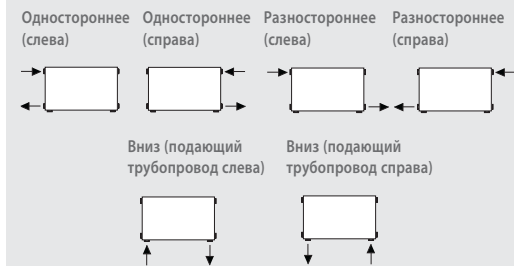 Одностороннее Одностороннее Разностороннее Разностороннее
(слева) (справа) (слева) (справа)
Вниз (подающий Вниз (подающий
трубопровод слева) трубопровод справа)